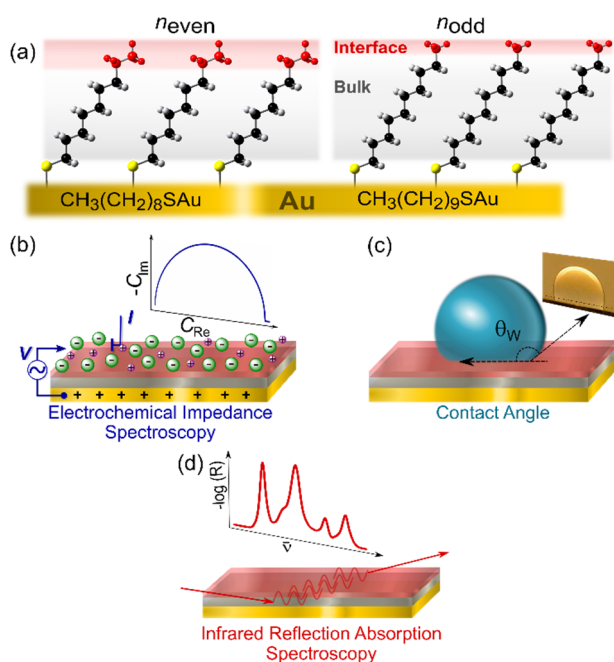 n_even
n_odd
(a)
Interface
Bulk
CH3(CH2)8SAu
Au
CH3(CH2)9SAu
(b)
-C_Im
C_Re
I
V
Electrochemical Impedance
Spectroscopy
(c)
θ_W
Contact Angle
(d)
-log (R)
ν̄
Infrared Reflection Absorption
Spectroscopy